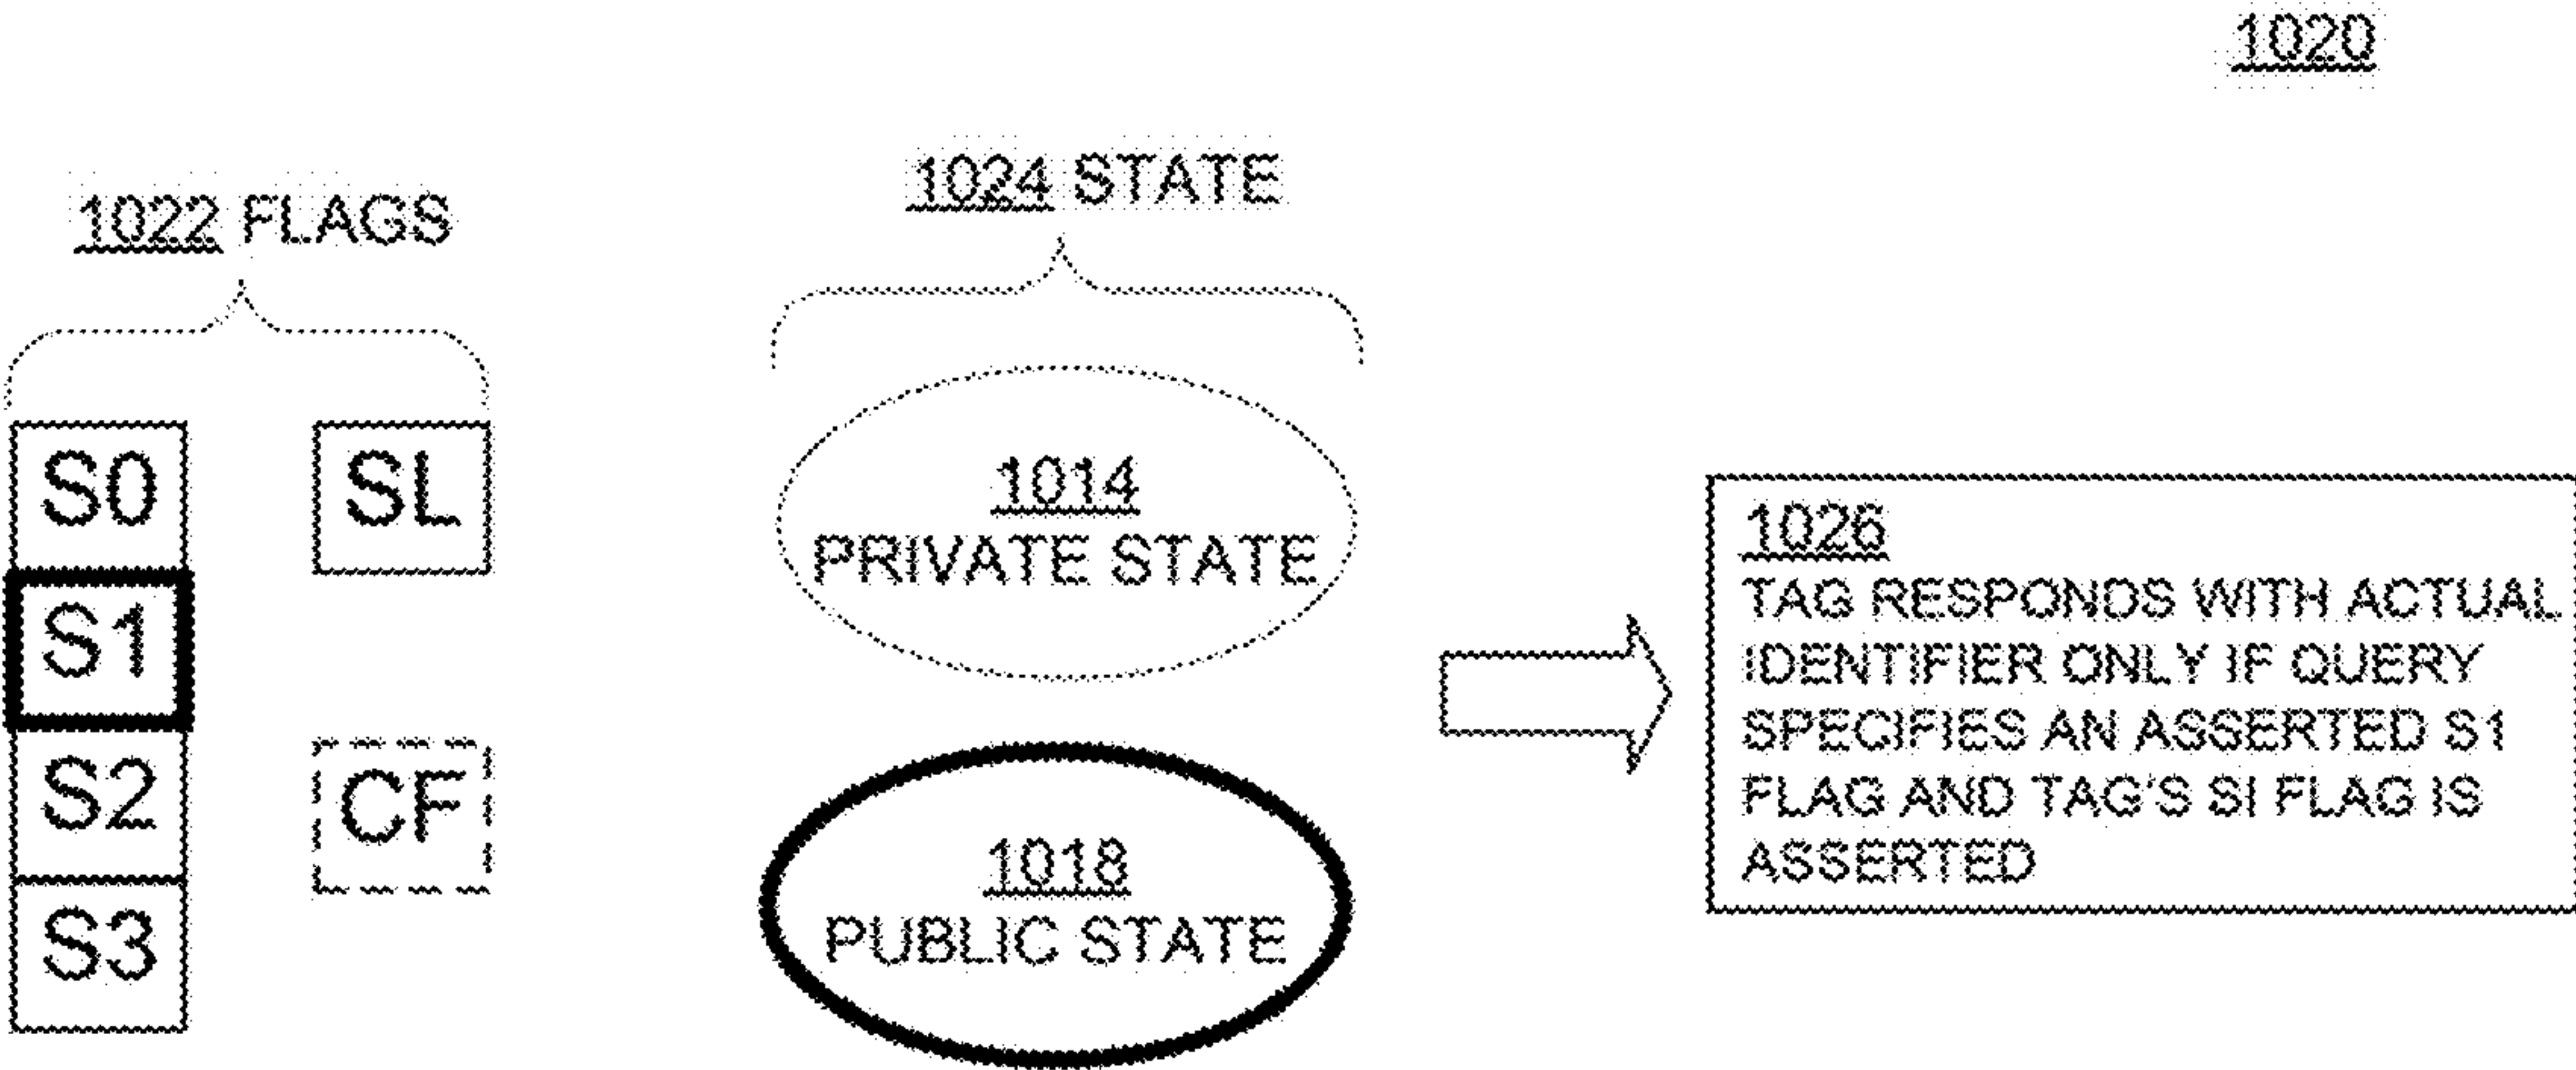 1020
1022 FLAGS
1024 STATE
S0
S1
S2
S3
SL
CF
1014
PRIVATE STATE
1018
PUBLIC STATE
1026
TAG RESPONDS WITH ACTUAL
IDENTIFIER ONLY IF QUERY
SPECIFIES AN ASSERTED S1
FLAG AND TAG'S SI FLAG IS
ASSERTED